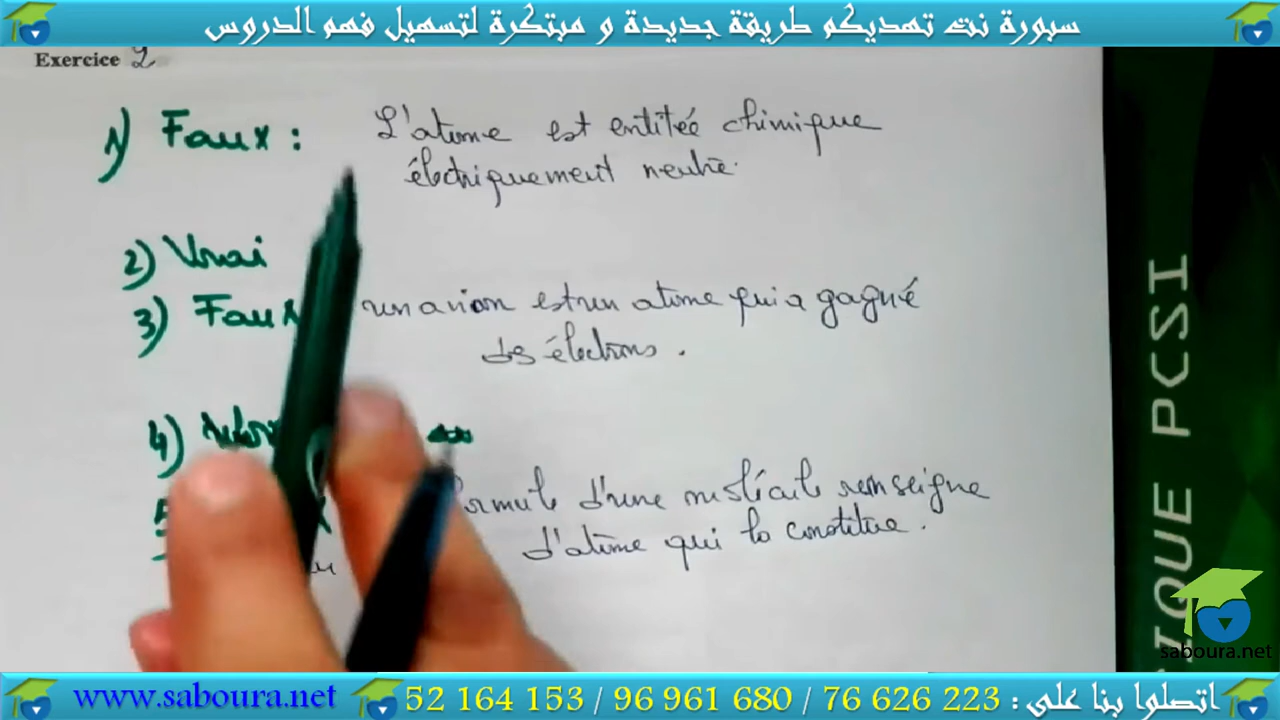 سبورة نت تهديكم طريقة جديدة و مبتكرة لتسهيل فهم الدروس
Exercice 2
1) Faux : L'atome est entiteé chimique
électriquement neutre.
2) Vrai
3) Faux un anion est un atome qui a gagné
des électrons .
4)
formule d'une molécule renseigne
d'atome qui la constitue .
IQUE PCSI
saboura.net
www.saboura.net 52 164 153 / 96 961 680 / 76 626 223 : اتصلوا بنا على